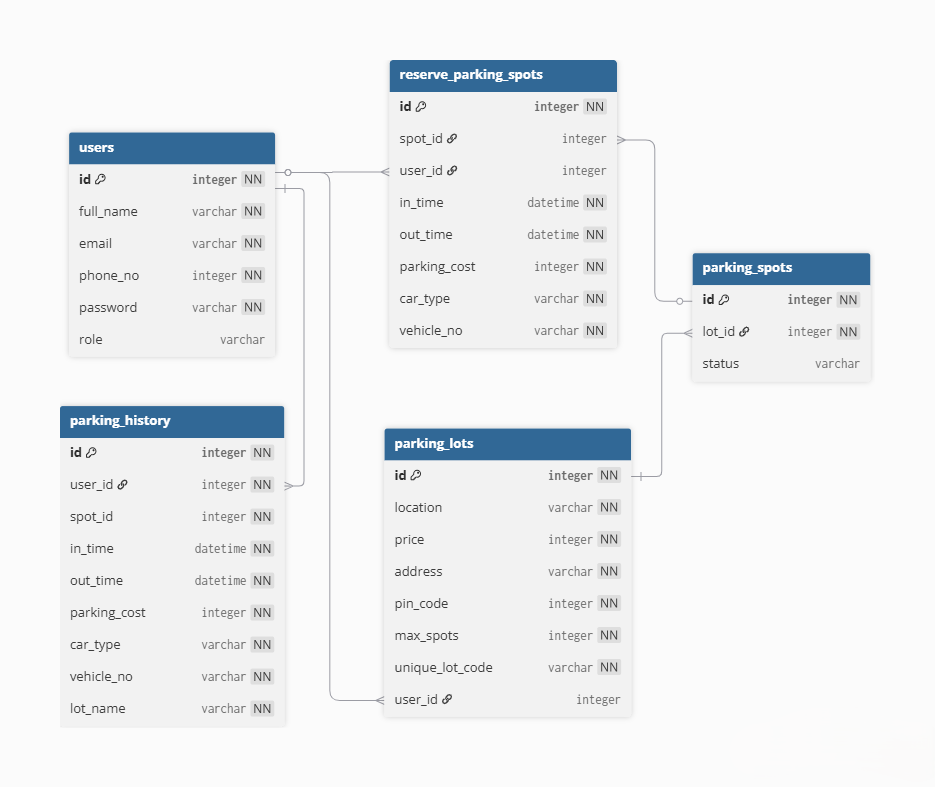 users
id integer NN
full_name varchar NN
email varchar NN
phone_no integer NN
password varchar NN
role varchar
reserve_parking_spots
id integer NN
spot_id integer
user_id integer
in_time datetime NN
out_time datetime NN
parking_cost integer NN
car_type varchar NN
vehicle_no varchar NN
parking_spots
id integer NN
lot_id integer NN
status varchar
parking_history
id integer NN
user_id integer NN
spot_id integer NN
in_time datetime NN
out_time datetime NN
parking_cost integer NN
car_type varchar NN
vehicle_no varchar NN
lot_name varchar NN
parking_lots
id integer NN
location varchar NN
price integer NN
address varchar NN
pin_code integer NN
max_spots integer NN
unique_lot_code varchar NN
user_id integer